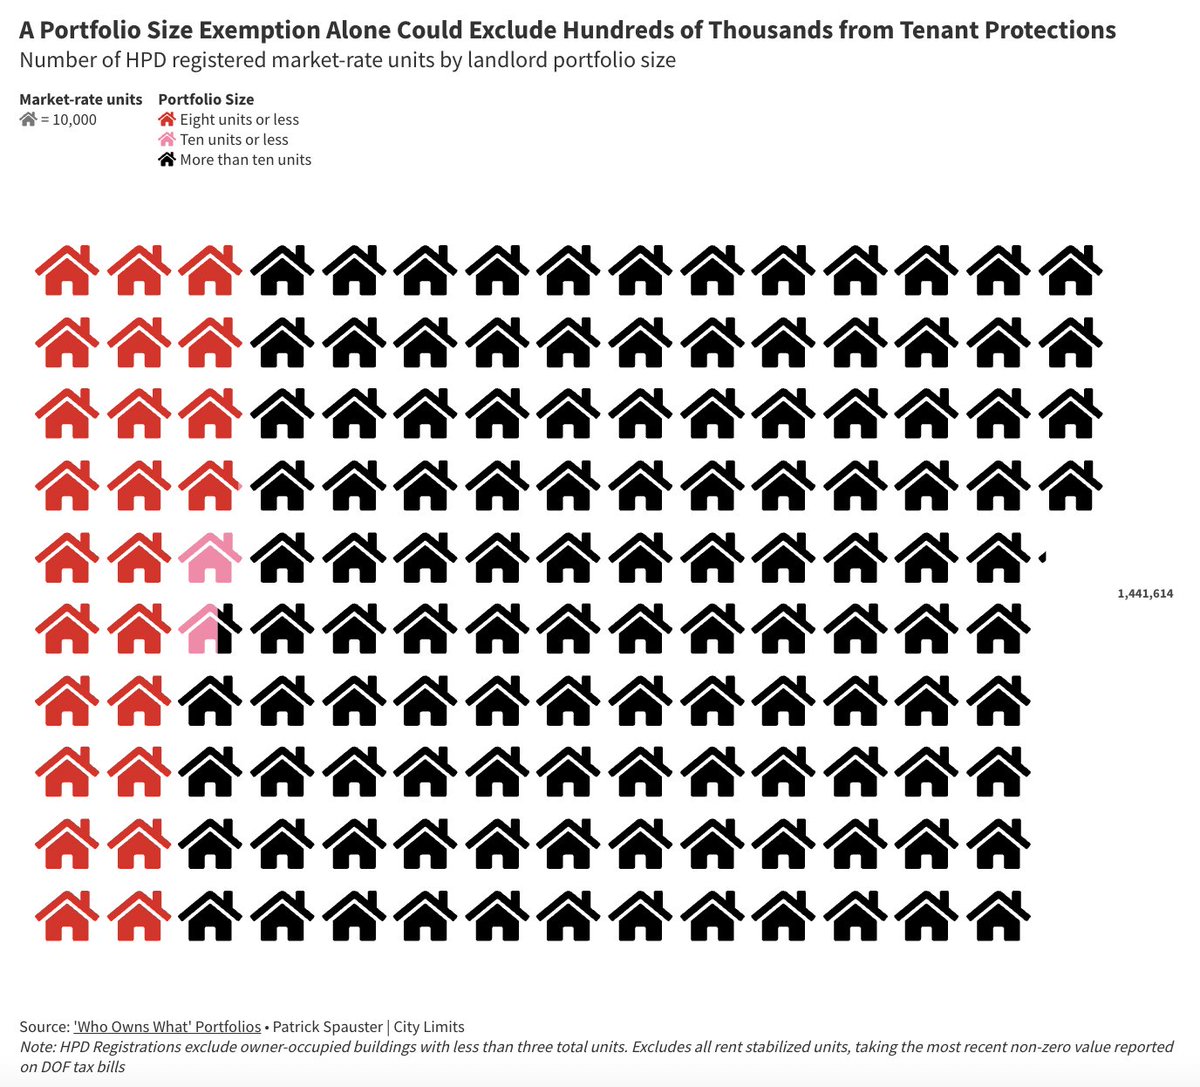 A Portfolio Size Exemption Alone Could Exclude Hundreds of Thousands from Tenant Protections
Number of HPD registered market-rate units by landlord portfolio size
Market-rate units
= 10,000
Portfolio Size
Eight units or less
Ten units or less
More than ten units
1,441,614
Source: 'Who Owns What' Portfolios • Patrick Spauster | City Limits
Note: HPD Registrations exclude owner-occupied buildings with less than three total units. Excludes all rent stabilized units, taking the most recent non-zero value reported
on DOF tax bills